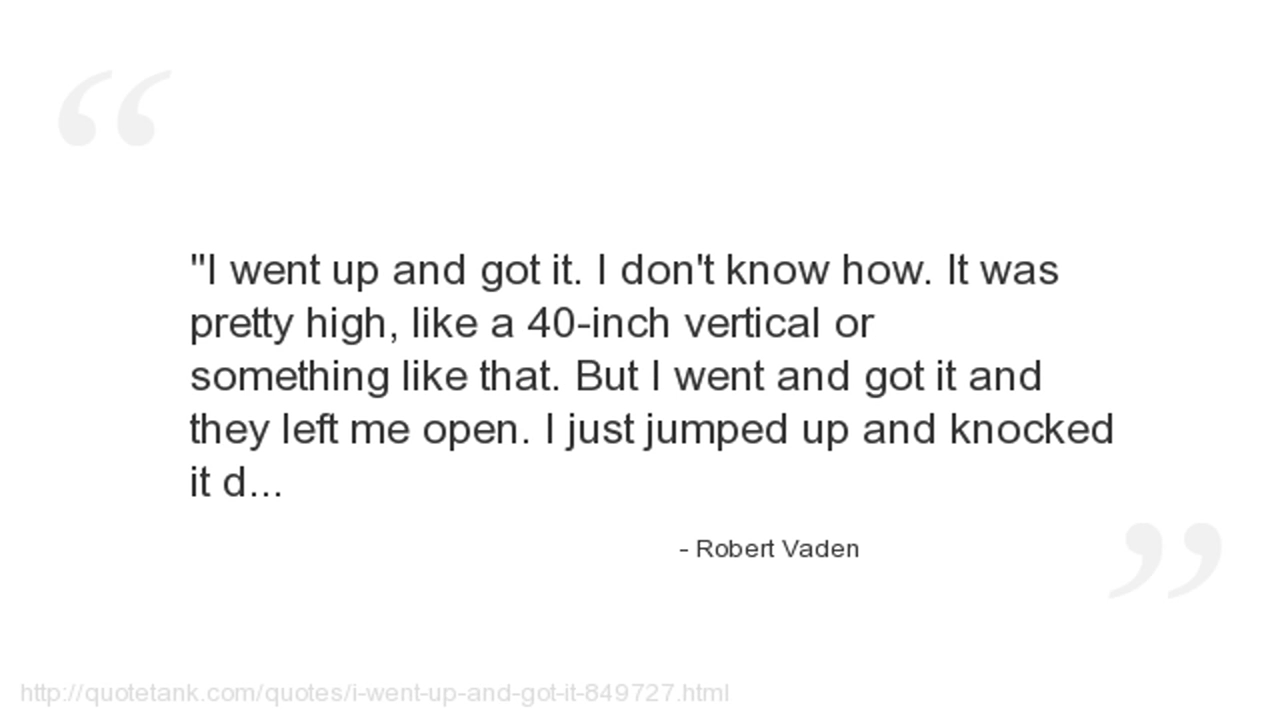 "I went up and got it. I don't know how. It was
pretty high, like a 40-inch vertical or
something like that. But I went and got it and
they left me open. I just jumped up and knocked
it d...
- Robert Vaden
http://quotetank.com/quotes/i-went-up-and-got-it-849727.html